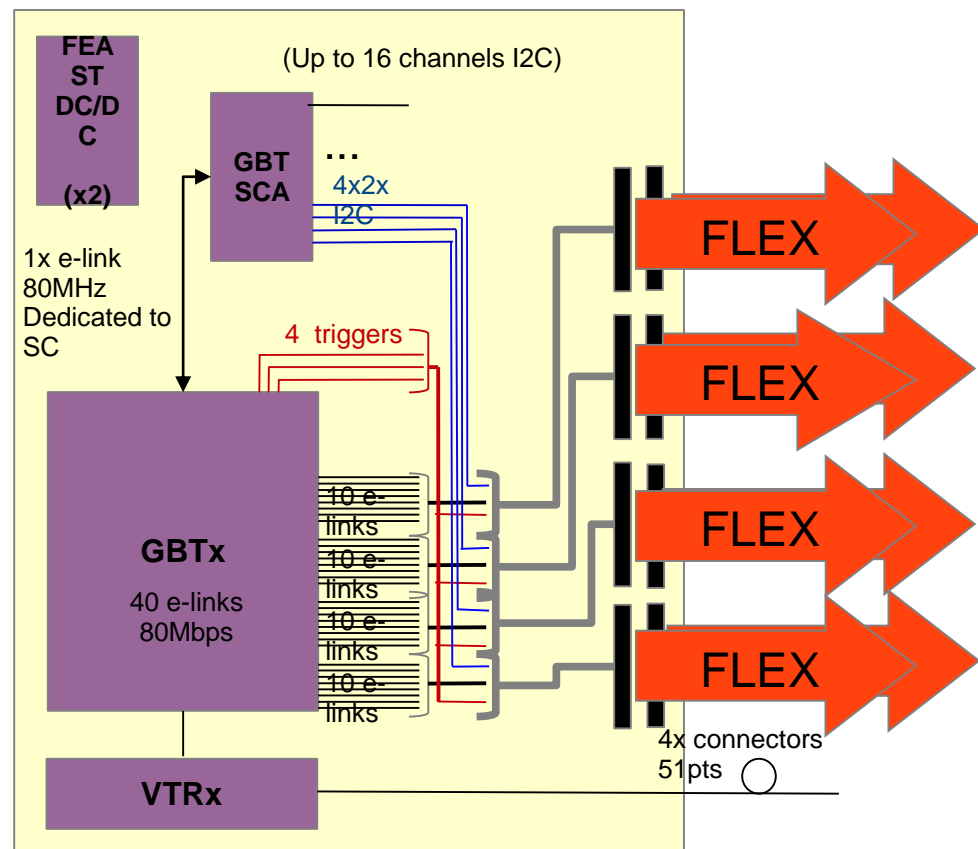 FEA
ST
DC/D
C
(x2)
(Up to 16 channels I2C)
GBT
SCA
...
4x2x
I2C
1x e-link
80MHz
Dedicated to
SC
4 triggers
GBTx
40 e-links
80Mbps
10 e-
links
10 e-
links
10 e-
links
10 e-
links
FLEX
FLEX
FLEX
FLEX
4x connectors
51pts
VTRx